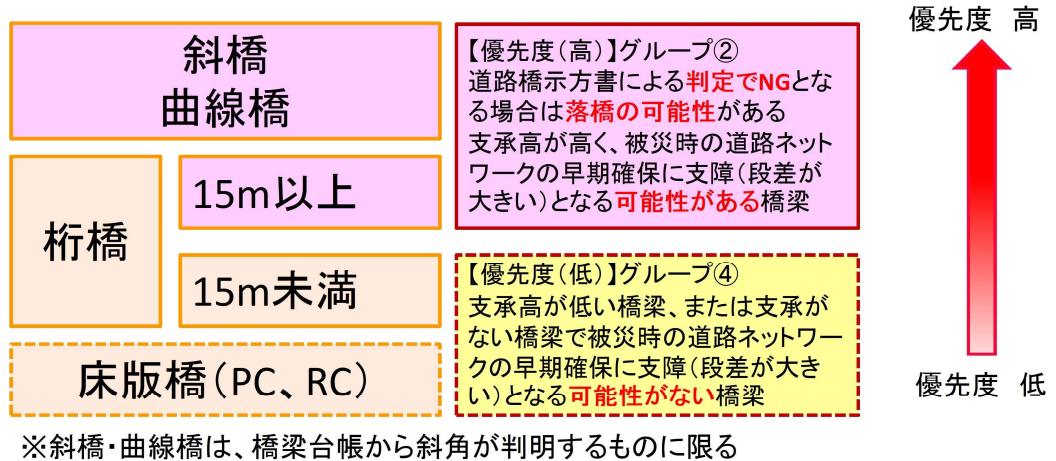 斜橋
曲線橋
桁橋
15m以上
15m未満
床版橋（PC、RC）
【優先度（高）】グループ②
道路橋示方書による判定でNGとな
る場合は落橋の可能性がある
支承高が高く、被災時の道路ネット
ワークの早期確保に支障（段差が
大きい）となる可能性がある橋梁
【優先度（低）】グループ④
支承高が低い橋梁、または支承が
ない橋梁で被災時の道路ネットワー
クの早期確保に支障（段差が大き
い）となる可能性がない橋梁
優先度　高
優先度　低
※斜橋・曲線橋は、橋梁台帳から斜角が判明するものに限る